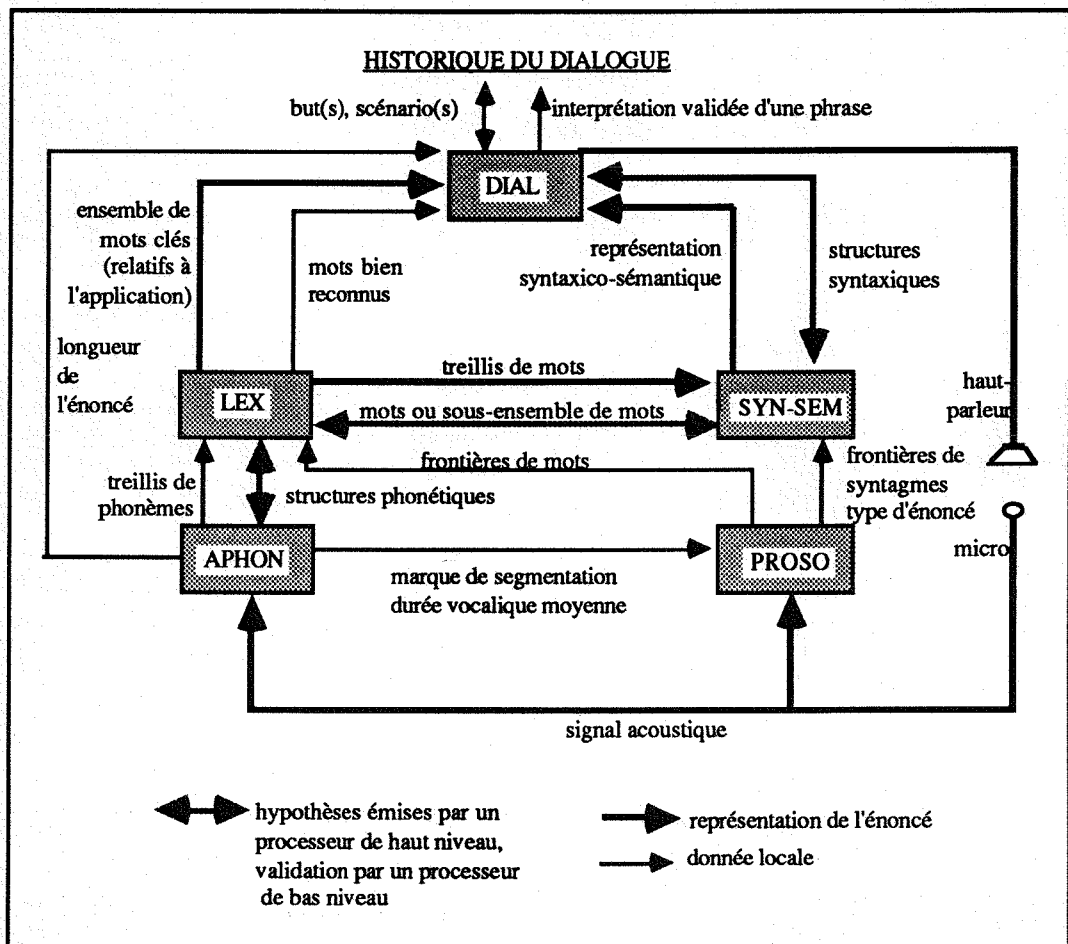 HISTORIQUE DU DIALOGUE
but(s), scénario(s)
interprétation validée d'une phrase
DIAL
ensemble de
mots clés
(relatifs à
l'application)
mots bien
reconnus
représentation
syntaxico-sémantique
structures
syntaxiques
longueur
de
l'énoncé
treillis de mots
LEX
SYN-SEM
mots ou sous-ensemble de mots
haut-
parleur
frontières de mots
treillis de
phonèmes
structures phonétiques
frontières de
syntagmes
type d'énoncé
micro
APHON
PROSO
marque de segmentation
durée vocalique moyenne
signal acoustique
hypothèses émises par un
processeur de haut niveau,
validation par un processeur
de bas niveau
représentation de l'énoncé
donnée locale